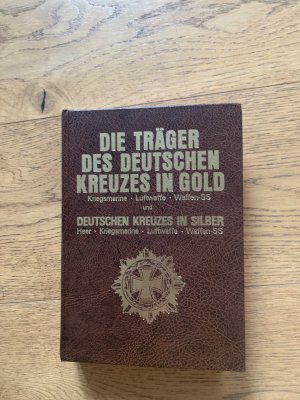 DIE TRÄGER
DES DEUTSCHEN
KREUZES IN GOLD
Kriegsmarine · Luftwaffe · Waffen-SS
und
DEUTSCHEN KREUZES IN SILBER
Heer · Kriegsmarine · Luftwaffe · Waffen-SS